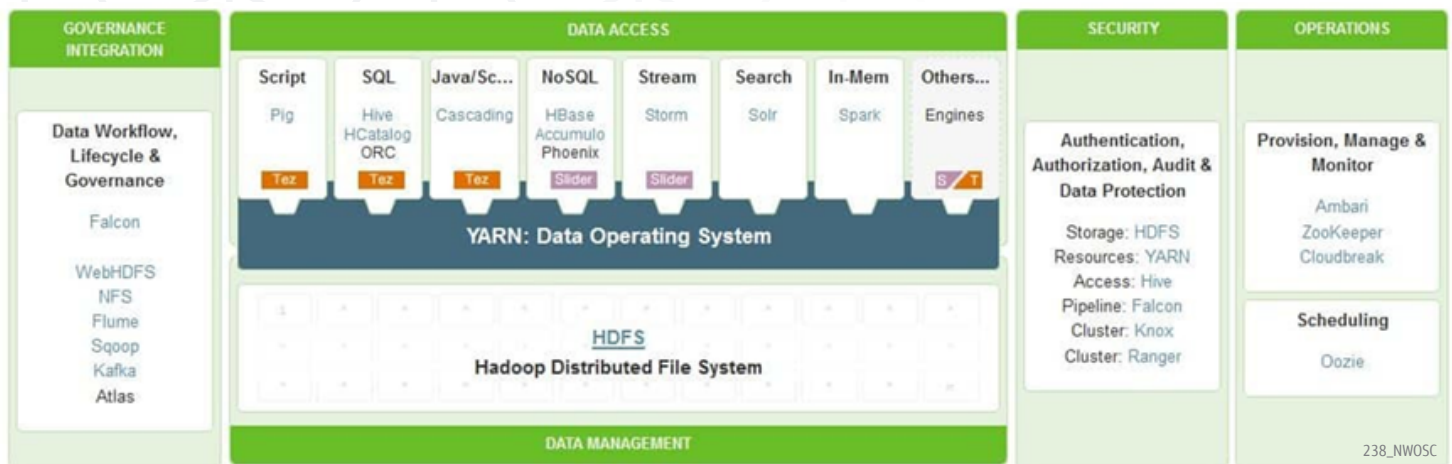 GOVERNANCE
INTEGRATION
Data Workflow,
Lifecycle &
Governance
Falcon
WebHDFS
NFS
Flume
Sqoop
Kafka
Atlas
DATA ACCESS
Script
Pig
Tez
SQL
Hive
HCatalog
ORC
Tez
Java/Sc...
Cascading
Tez
NoSQL
HBase
Accumulo
Phoenix
Slider
Stream
Storm
Slider
Search
Solr
In-Mem
Spark
Others...
Engines
S T
YARN: Data Operating System
HDFS
Hadoop Distributed File System
DATA MANAGEMENT
SECURITY
Authentication,
Authorization, Audit &
Data Protection
Storage: HDFS
Resources: YARN
Access: Hive
Pipeline: Falcon
Cluster: Knox
Cluster: Ranger
OPERATIONS
Provision, Manage &
Monitor
Ambari
ZooKeeper
Cloudbreak
Scheduling
Oozie
238_NWOSC